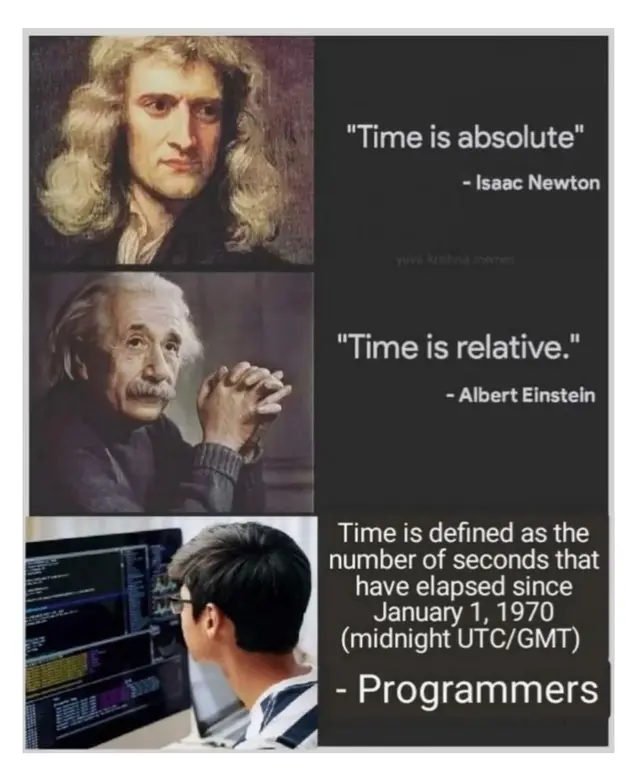 "Time is absolute"
- Isaac Newton
"Time is relative."
- Albert Einstein
Time is defined as the
number of seconds that
have elapsed since
January 1, 1970
(midnight UTC/GMT)
- Programmers